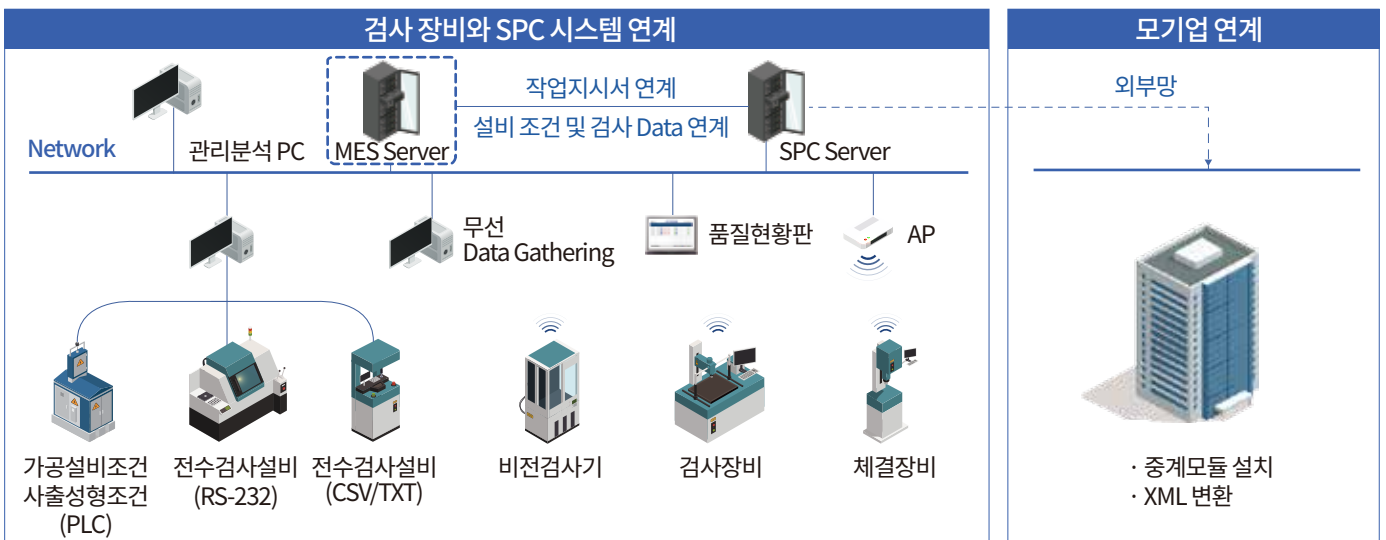 검사 장비와 SPC 시스템 연계
모기업 연계
작업지시서 연계
설비 조건 및 검사 Data 연계
외부망
Network
관리분석 PC
MES Server
SPC Server
무선
Data Gathering
품질현황판
AP
가공설비조건
사출성형조건
(PLC)
전수검사설비
(RS-232)
전수검사설비
(CSV/TXT)
비전검사기
검사장비
체결장비
· 중계모듈 설치
· XML 변환